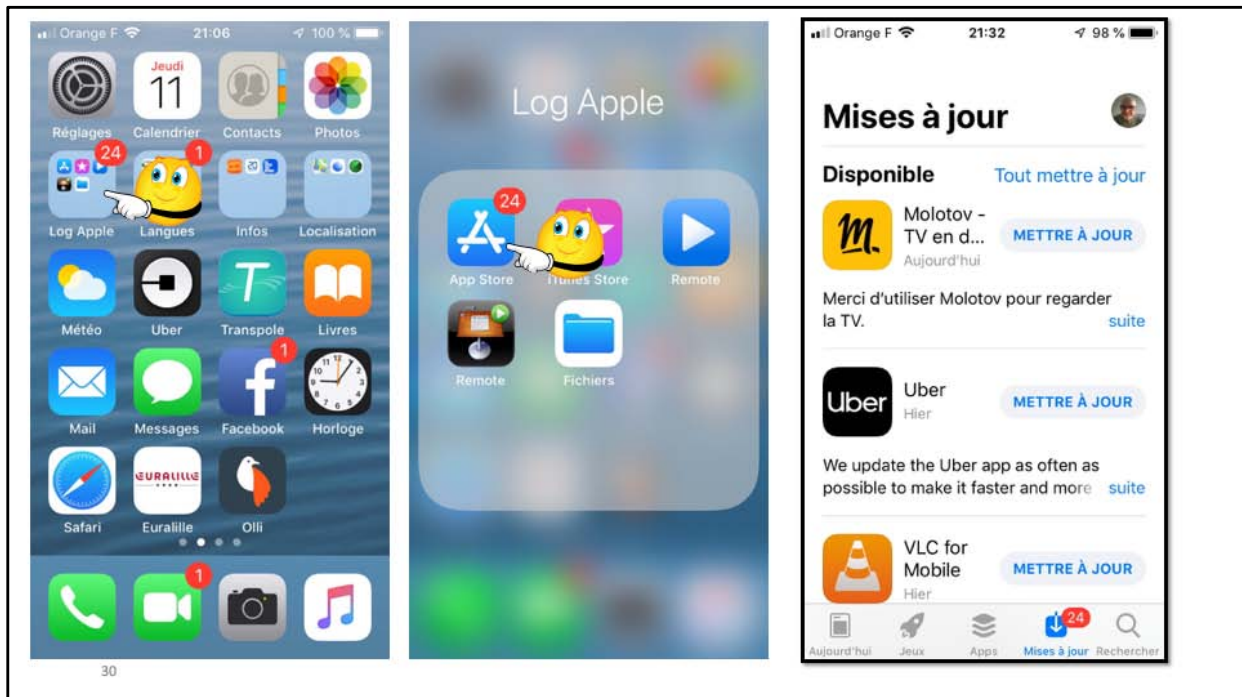 Orange F 21:06 100 %
Jeudi
11
Réglages Calendrier Contacts Photos
24 1
20
Log Apple Langues Infos Localisation
T
Météo Uber Transpole Livres
1
f
Mail Messages Facebook Horloge
EURALILLE
Safari Euralille Olli
1
30
Log Apple
24
App Store iTunes Store Remote
Remote Fichiers
Orange F 21:32 98 %
Mises à jour
Disponible Tout mettre à jour
m.
Molotov -
TV en d... METTRE À JOUR
Aujourd'hui
Merci d'utiliser Molotov pour regarder
la TV. suite
Uber
Uber METTRE À JOUR
Hier
We update the Uber app as often as
possible to make it faster and more suite
VLC for
Mobile METTRE À JOUR
Hier
24
Aujourd'hui Jeux Apps Mises à jour Rechercher